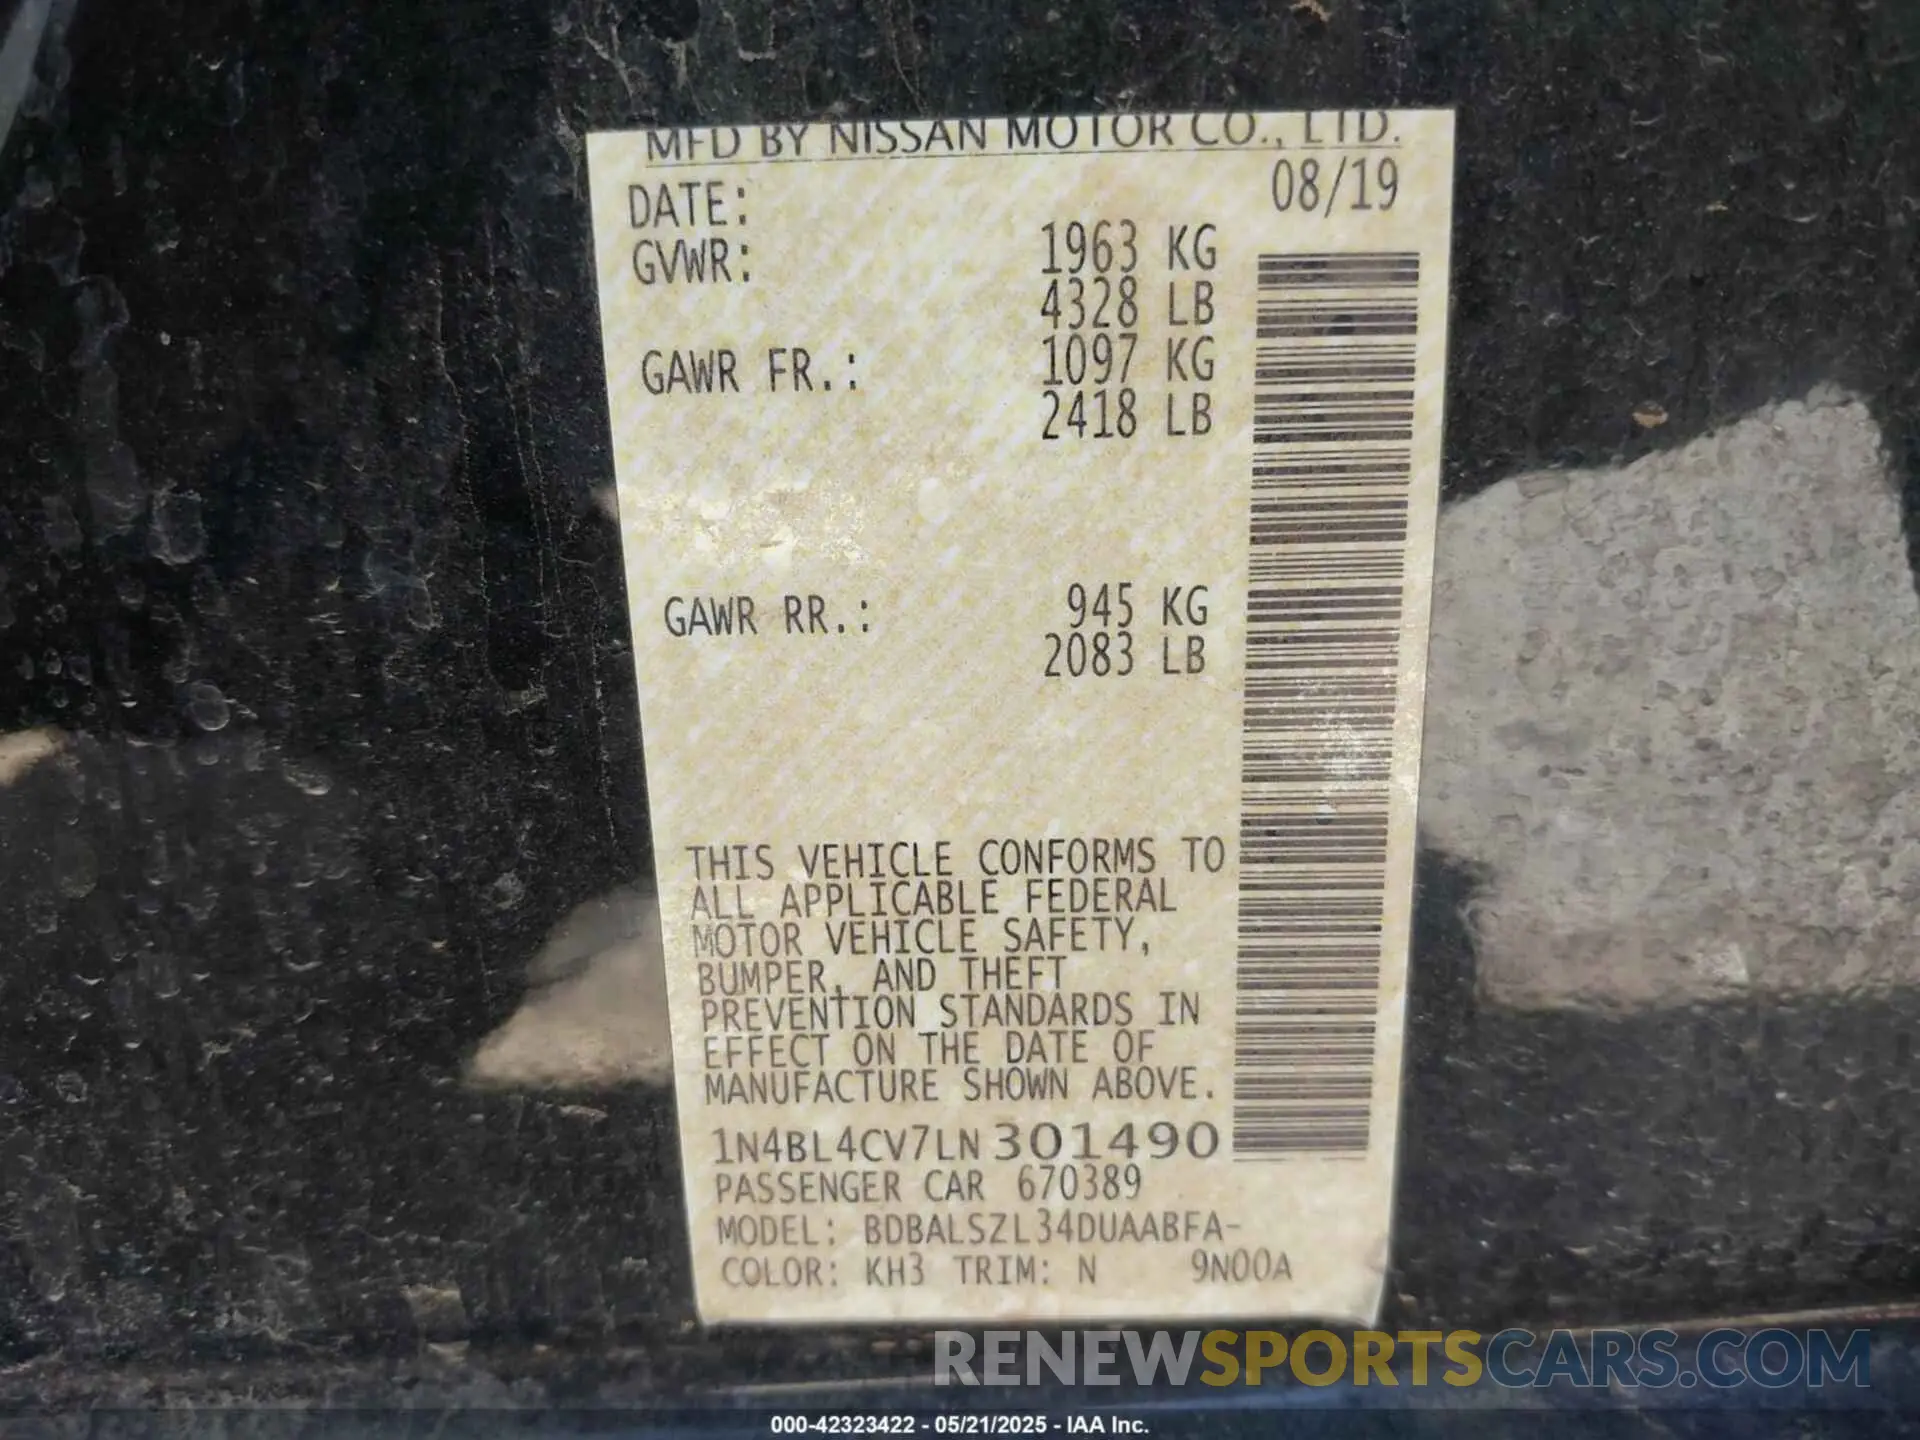 MFD BY NISSAN MOTOR CO., LTD.
DATE: 08/19
GVWR: 1963 KG
4328 LB
GAWR FR.: 1097 KG
2418 LB
GAWR RR.: 945 KG
2083 LB
THIS VEHICLE CONFORMS TO
ALL APPLICABLE FEDERAL
MOTOR VEHICLE SAFETY,
BUMPER, AND THEFT
PREVENTION STANDARDS IN
EFFECT ON THE DATE OF
MANUFACTURE SHOWN ABOVE.
1N4BL4CV7LN301490
PASSENGER CAR 670389
MODEL: BDBALSZL34DUAABFA-
COLOR: KH3 TRIM: N 9N00A
RENEWSPORTSCARS.COM
000-42323422 - 05/21/2025 - IAA Inc.